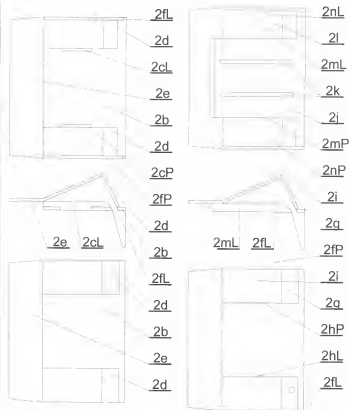 2fL
2d
2cL
2e
2b
2d
2cP
2fP
2d
2e 2cL
2b
2fL
2d
2b
2e
2d
2nL
2l
2mL
2k
2j
2mP
2nP
2i
2g
2mL 2fL
2fP
2i
2g
2hP
2hL
2fL